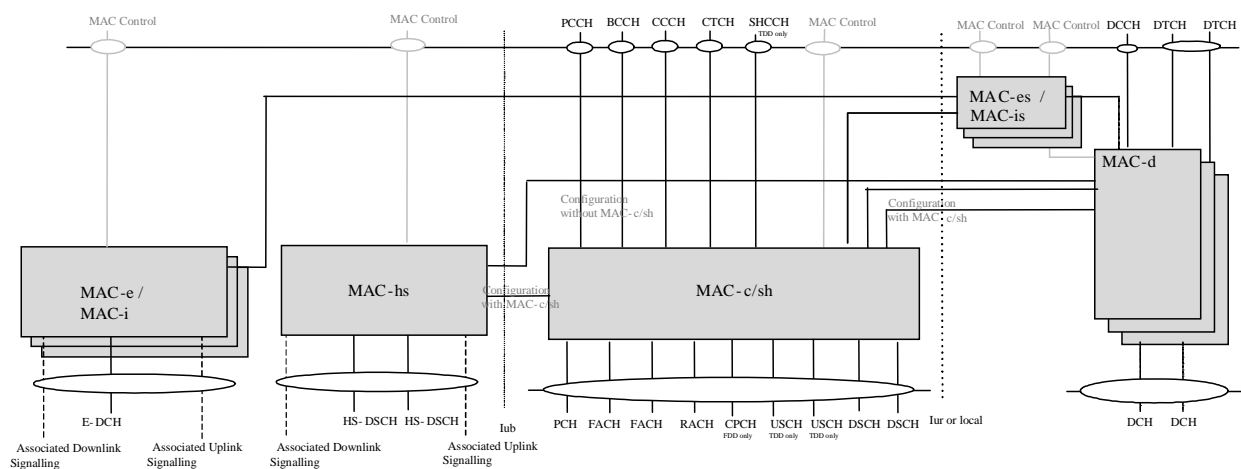 MAC Control
MAC Control
PCCH
BCCH
CCCH
CTCH
SHCCH
TDD only
MAC Control
MAC Control
MAC Control
DCCH
DTCH
DTCH
MAC-es /
MAC-is
MAC-d
Configuration
without MAC-c/sh
Configuration
with MAC-c/sh
MAC-e /
MAC-i
MAC-hs
Configuration
with MAC-c/sh
MAC-c/sh
E-DCH
HS-DSCH
HS-DSCH
Iub
PCH
FACH
FACH
RACH
CPCH
FDD only
USCH
TDD only
USCH
TDD only
DSCH
DSCH
Iur or local
DCH
DCH
Associated Downlink
Signalling
Associated Uplink
Signalling
Associated Downlink
Signalling
Associated Uplink
Signalling